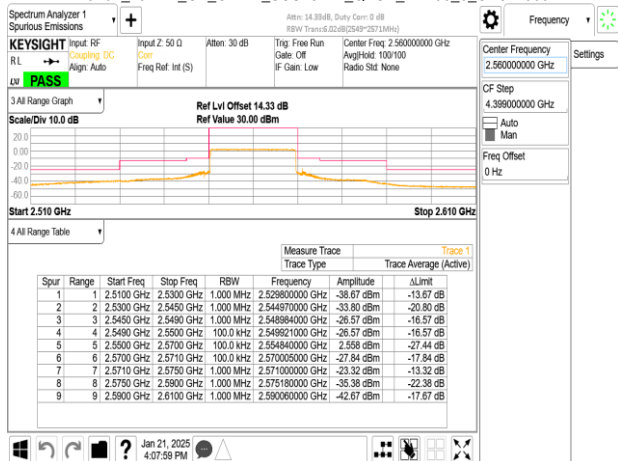 Spectrum Analyzer 1
Spurious Emissions
Attn: 14.33dB, Duty Corr: 0 dB
RBW Trans:6.02dB(2549~2571MHz)
Frequency
Settings
KEYSIGHT Input: RF Input Z: 50 Ω Atten: 30 dB Trig: Free Run Center Freq: 2.560000000 GHz
RL Coupling: DC Corr Gate: Off Avg|Hold: 100/100
Align: Auto Freq Ref: Int (S) IF Gain: Low Radio Std: None
LXI PASS
Center Frequency
2.560000000 GHz
CF Step
4.399000000 GHz
Auto
Man
Freq Offset
0 Hz
3 All Range Graph
Ref Lvl Offset 14.33 dB
Scale/Div 10.0 dB Ref Value 30.00 dBm
20.0
0.00
-20.0
-40.0
-60.0
Start 2.510 GHz Stop 2.610 GHz
4 All Range Table
Measure Trace Trace 1
Trace Type Trace Average (Active)
Spur Range Start Freq Stop Freq RBW Frequency Amplitude ΔLimit
1 1 2.5100 GHz 2.5300 GHz 1.000 MHz 2.529800000 GHz -38.67 dBm -13.67 dB
2 2 2.5300 GHz 2.5450 GHz 1.000 MHz 2.544970000 GHz -33.80 dBm -20.80 dB
3 3 2.5450 GHz 2.5490 GHz 1.000 MHz 2.548984000 GHz -26.57 dBm -16.57 dB
4 4 2.5490 GHz 2.5500 GHz 100.0 kHz 2.549921000 GHz -26.57 dBm -16.57 dB
5 5 2.5500 GHz 2.5700 GHz 100.0 kHz 2.554840000 GHz 2.558 dBm -27.44 dB
6 6 2.5700 GHz 2.5710 GHz 100.0 kHz 2.570005000 GHz -27.84 dBm -17.84 dB
7 7 2.5710 GHz 2.5750 GHz 1.000 MHz 2.571000000 GHz -23.32 dBm -13.32 dB
8 8 2.5750 GHz 2.5900 GHz 1.000 MHz 2.575180000 GHz -35.38 dBm -22.38 dB
9 9 2.5900 GHz 2.6100 GHz 1.000 MHz 2.590060000 GHz -42.67 dBm -17.67 dB
Jan 21, 2025
4:07:59 PM